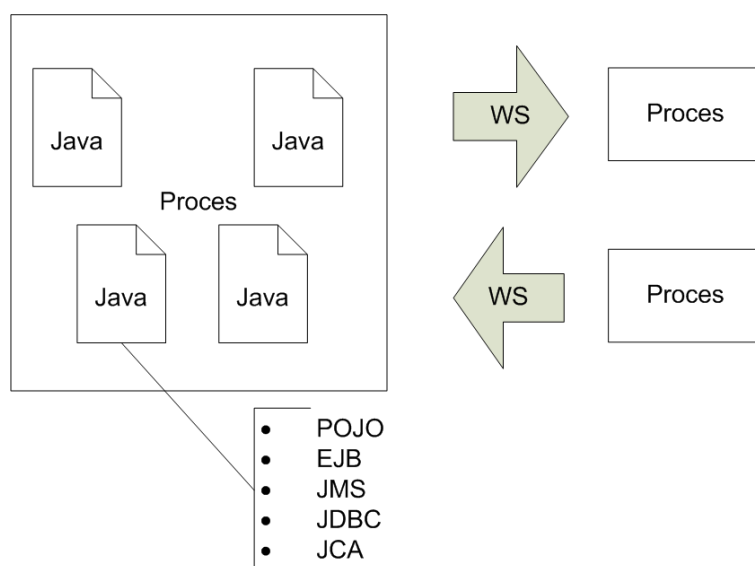 Java
Java
Proces
Java
Java
WS
Proces
WS
Proces
• POJO
• EJB
• JMS
• JDBC
• JCA